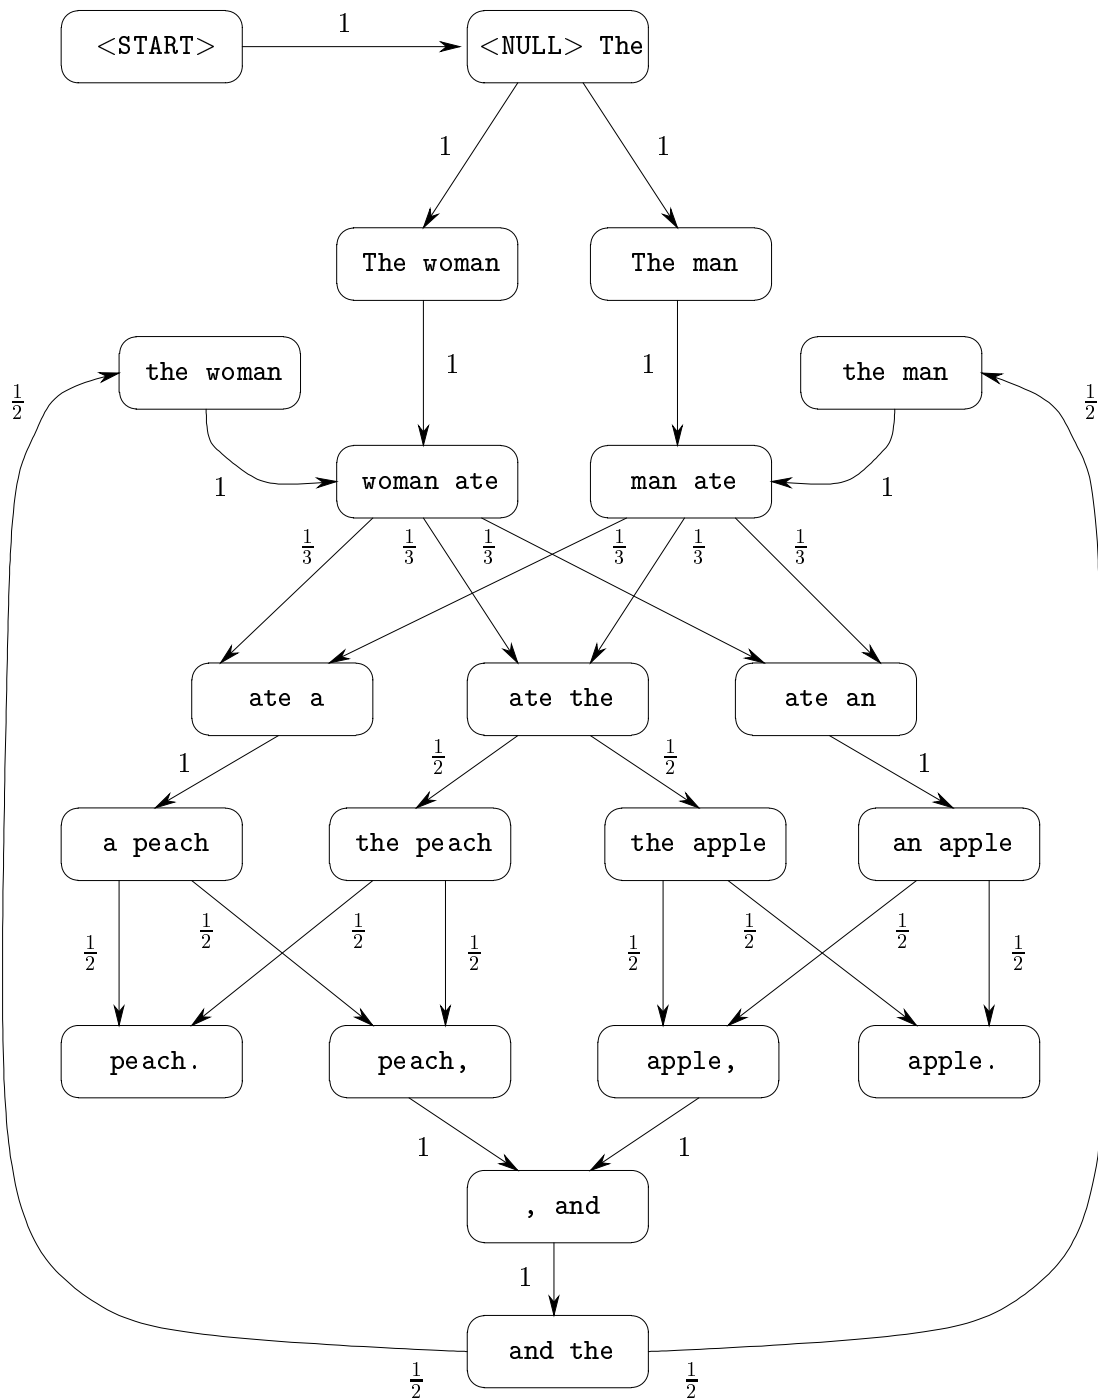 <START>
1
<NULL> The
1
1
The woman
The man
1
1
the woman
the man
1/2
1/2
1
woman ate
man ate
1
1/3
1/3
1/3
1/3
1/3
1/3
ate a
ate the
ate an
1
1/2
1/2
1
a peach
the peach
the apple
an apple
1/2
1/2
1/2
1/2
1/2
1/2
1/2
1/2
peach.
peach,
apple,
apple.
1
1
, and
1
and the
1/2
1/2